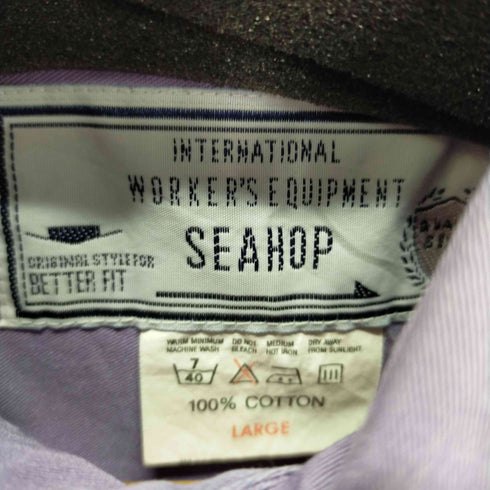 INTERNATIONAL
WORKER'S EQUIPMENT
SEAHOP
ORIGINAL STYLE FOR
BETTER FIT
WARM MINIMUM MACHINE WASH
DO NOT BLEACH
MEDIUM HOT IRON
DRY AWAY FROM SUNLIGHT
7
40
100% COTTON
LARGE